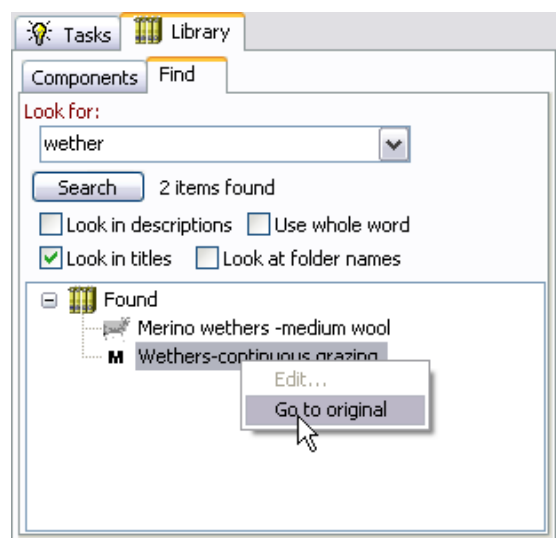 Tasks Library
Components Find
Look for:
wether
Search 2 items found
Look in descriptions Use whole word
Look in titles Look at folder names
Found
Merino wethers -medium wool
M Wethers-continuous grazing
Edit...
Go to original